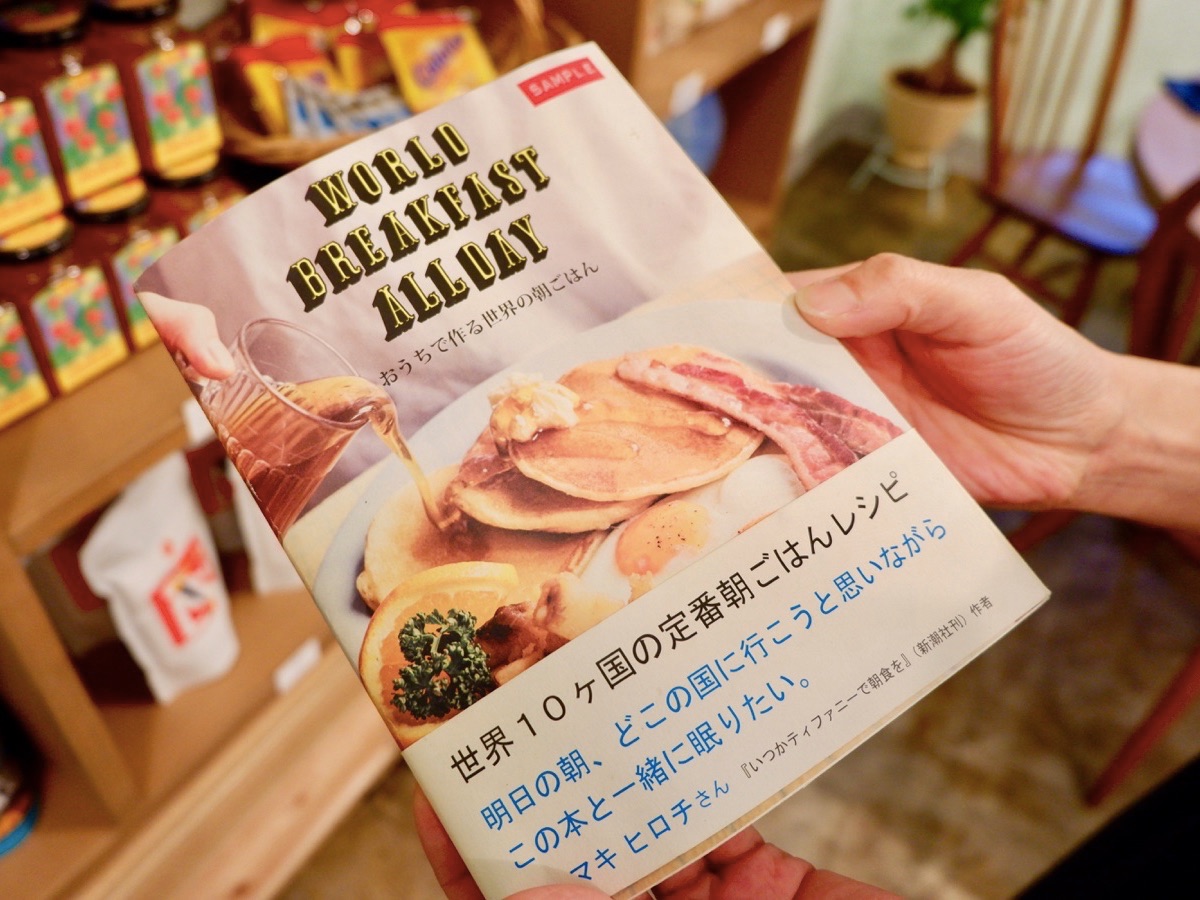 SAMPLE
WORLD
BREAKFAST
ALLDAY
おうちで作る世界の朝ごはん
世界10ヶ国の定番朝ごはんレシピ
明日の朝、どこの国に行こうと思いながら
この本と一緒に眠りたい。
マキ ヒロチさん 『いつかティファニーで朝食を』(新潮社刊) 作者
Ovaltine